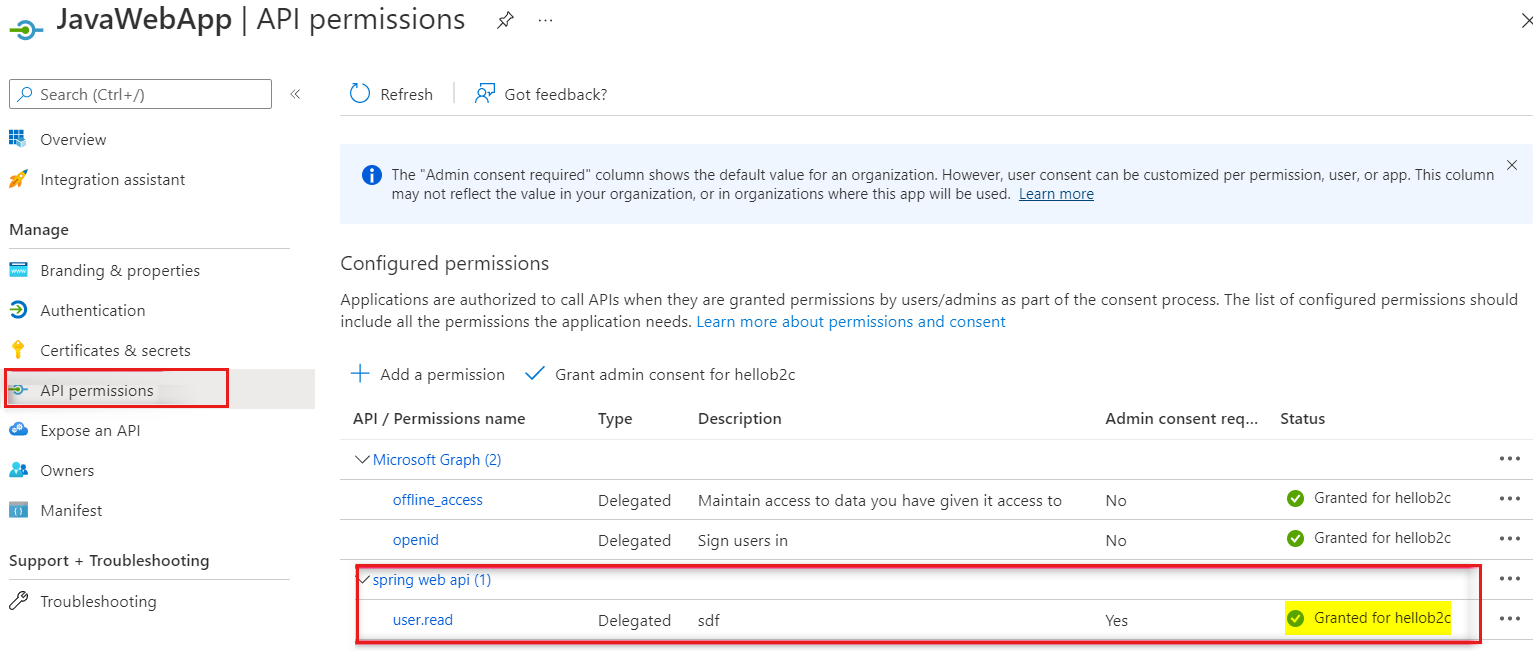 JavaWebApp | API permissions
Search (Ctrl+/)
Refresh
Got feedback?
Overview
Integration assistant
Manage
Branding & properties
Authentication
Certificates & secrets
API permissions
Expose an API
Owners
Manifest
Support + Troubleshooting
Troubleshooting
The "Admin consent required" column shows the default value for an organization. However, user consent can be customized per permission, user, or app. This column
may not reflect the value in your organization, or in organizations where this app will be used. Learn more
Configured permissions
Applications are authorized to call APIs when they are granted permissions by users/admins as part of the consent process. The list of configured permissions should
include all the permissions the application needs. Learn more about permissions and consent
Add a permission Grant admin consent for hellob2c
API / Permissions name Type Description Admin consent req... Status
Microsoft Graph (2)
offline_access Delegated Maintain access to data you have given it access to No Granted for hellob2c
openid Delegated Sign users in No Granted for hellob2c
spring web api (1)
user.read Delegated sdf Yes Granted for hellob2c